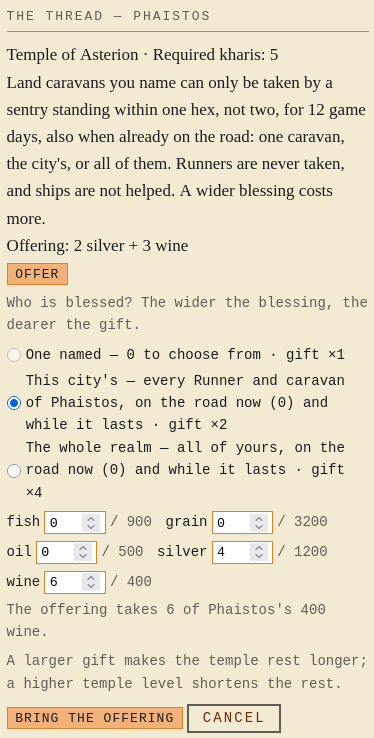 THE THREAD — PHAISTOS
Temple of Asterion · Required kharis: 5
Land caravans you name can only be taken by a
sentry standing within one hex, not two, for 12 game
days, also when already on the road: one caravan,
the city's, or all of them. Runners are never taken,
and ships are not helped. A wider blessing costs
more.
Offering: 2 silver + 3 wine
OFFER
Who is blessed? The wider the blessing, the
dearer the gift.
One named — 0 to choose from · gift ×1
This city's — every Runner and caravan
of Phaistos, on the road now (0) and
while it lasts · gift ×2
The whole realm — all of yours, on the
road now (0) and while it lasts · gift
×4
fish 0 / 900 grain 0 / 3200
oil 0 / 500 silver 4 / 1200
wine 6 / 400
The offering takes 6 of Phaistos's 400
wine.
A larger gift makes the temple rest longer;
a higher temple level shortens the rest.
BRING THE OFFERING CANCEL